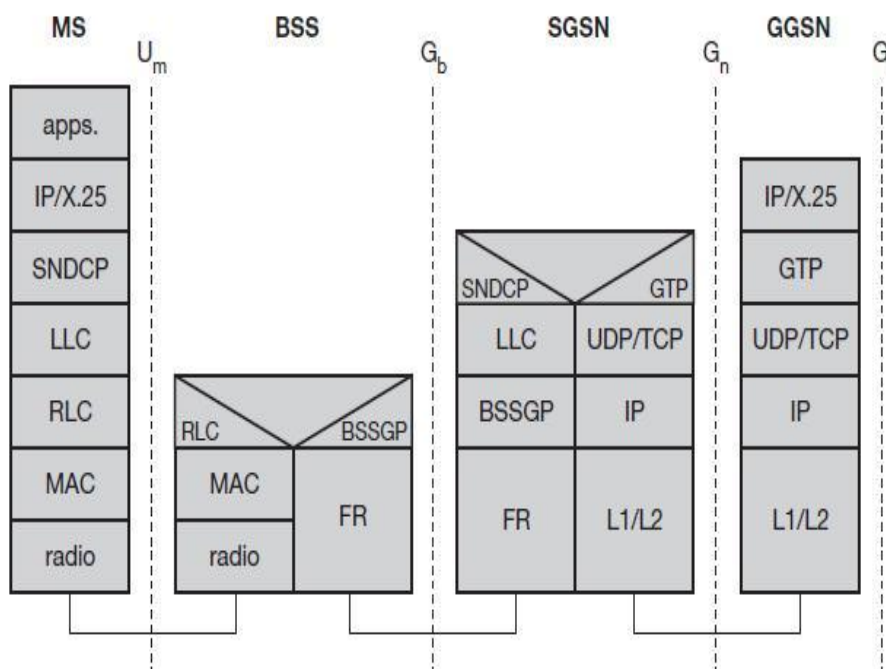 MS BSS SGSN GGSN
Um Gb Gn G
apps.
IP/X.25 IP/X.25
SNDCP SNDCP GTP GTP
LLC LLC UDP/TCP UDP/TCP
RLC RLC BSSGP BSSGP IP IP
MAC MAC FR FR L1/L2 L1/L2
radio radio